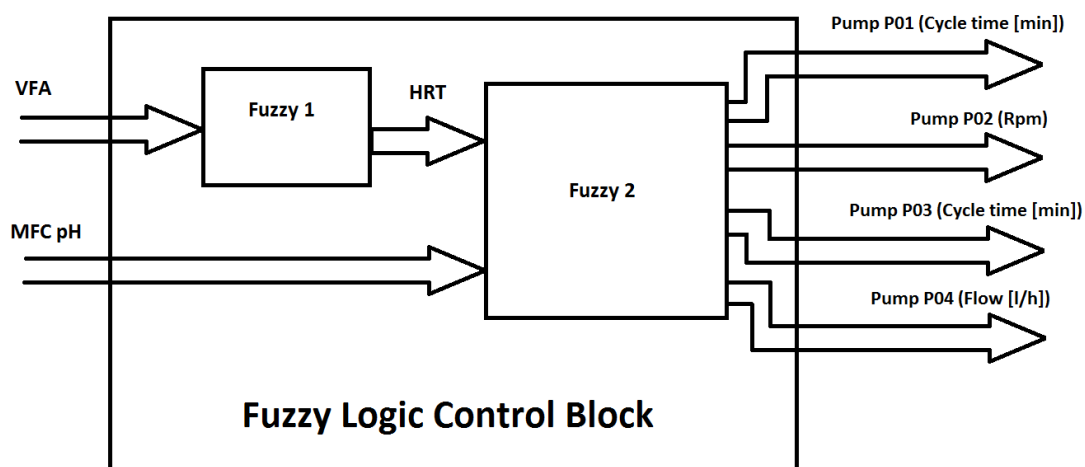 Pump P01 (Cycle time [min])
VFA
Fuzzy 1
HRT
Pump P02 (Rpm)
Fuzzy 2
Pump P03 (Cycle time [min])
MFC pH
Pump P04 (Flow [l/h])
Fuzzy Logic Control Block